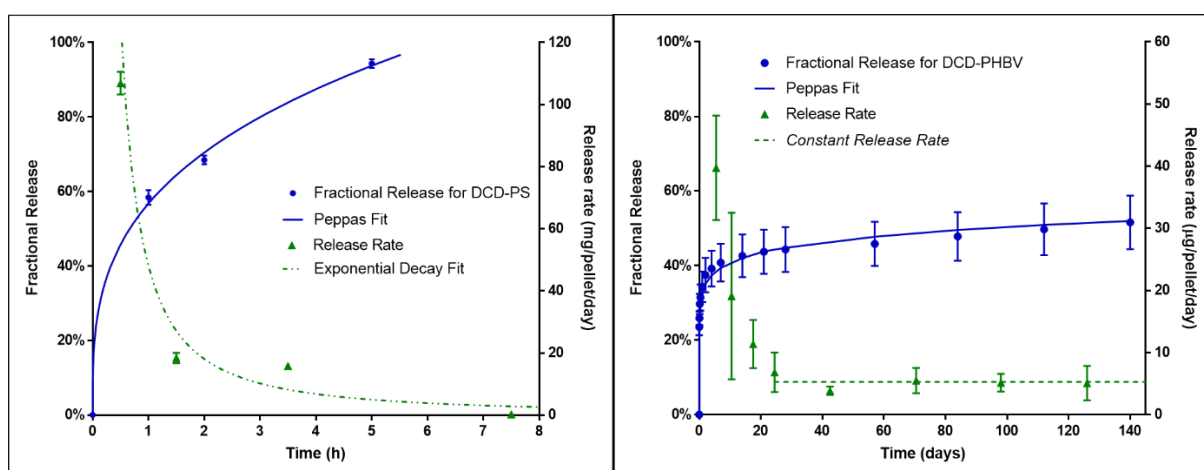 100%
80%
60%
40%
20%
0%
Fractional Release
0 1 2 3 4 5 6 7 8
Time (h)
120
100
80
60
40
20
0
Release rate (mg/pellet/day)
Fractional Release for DCD-PS
Peppas Fit
Release Rate
Exponential Decay Fit
100%
80%
60%
40%
20%
0%
Fractional Release
0 20 40 60 80 100 120 140
Time (days)
60
50
40
30
20
10
0
Release rate (μg/pellet/day)
Fractional Release for DCD-PHBV
Peppas Fit
Release Rate
Constant Release Rate